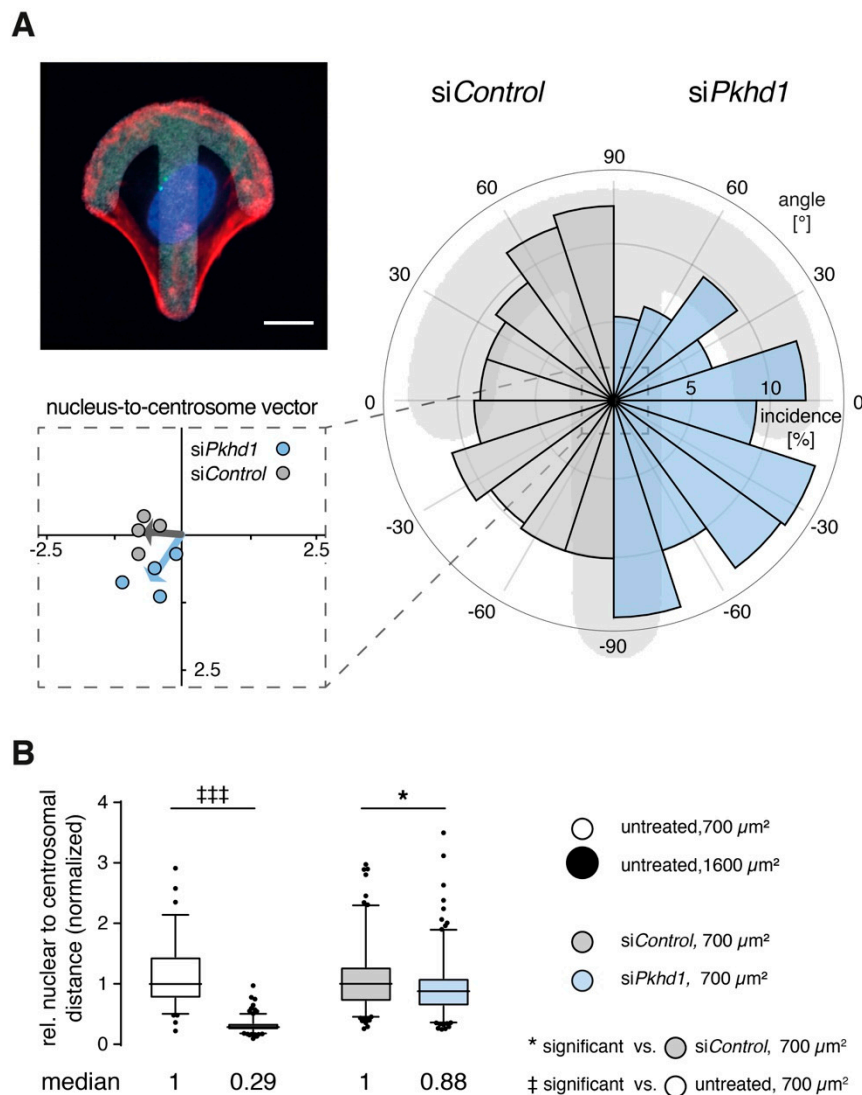 A
siControl
siPkhd1
90
60
60
angle
[°]
30
30
0
5
10
0
incidence
[%]
-30
-30
-60
-60
-90
nucleus-to-centrosome vector
siPkhd1
siControl
-2.5
2.5
2.5
B
rel. nuclear to centrosomal
distance (normalized)
4
3
2
1
0
‡‡‡
*
median
1
0.29
1
0.88
untreated,700 µm²
untreated,1600 µm²
siControl, 700 µm²
siPkhd1, 700 µm²
* significant vs. siControl, 700 µm²
‡ significant vs. untreated, 700 µm²